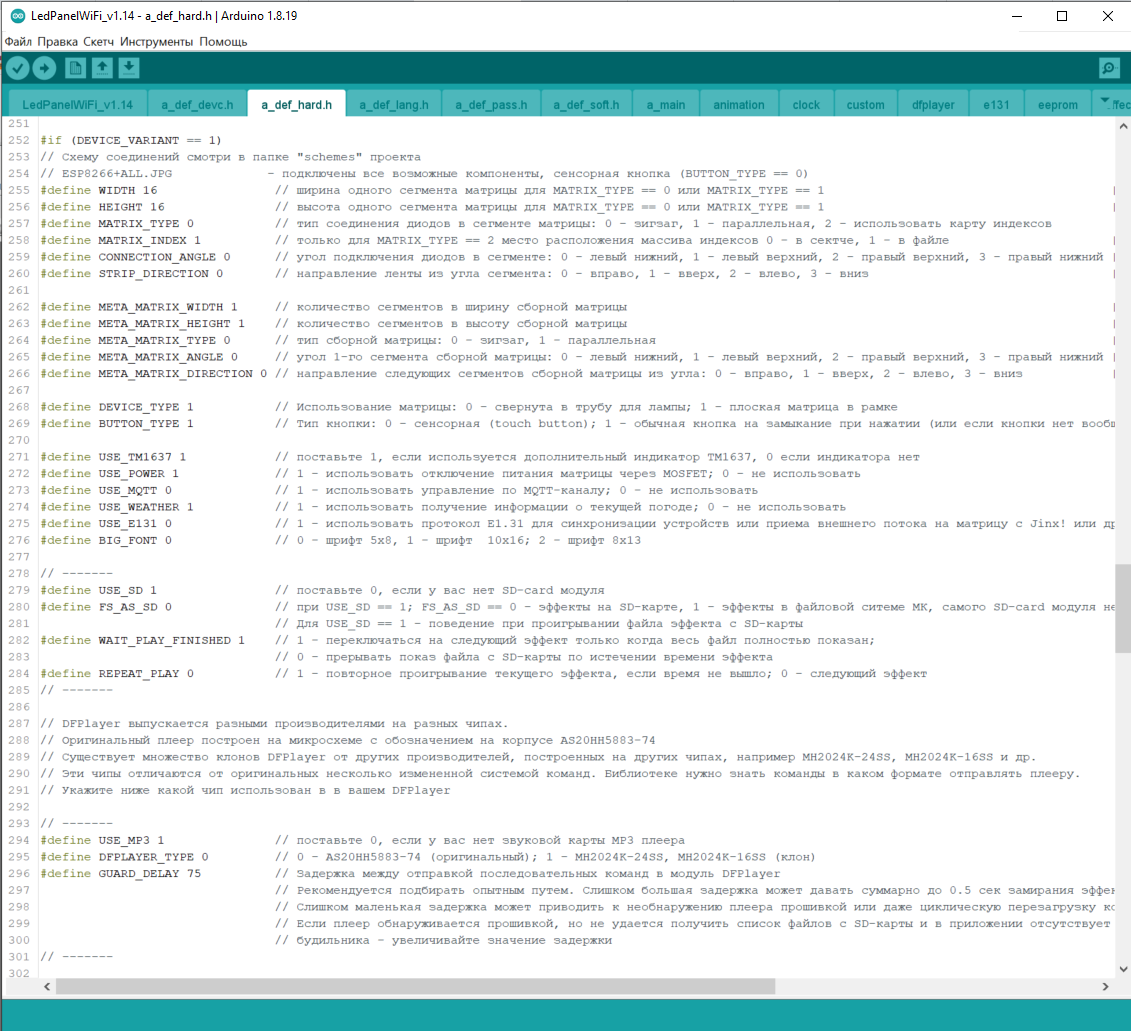 LedPanelWiFi_v1.14 - a_def_hard.h | Arduino 1.8.19
Файл Правка Скетч Инструменты Помощь
LedPanelWiFi_v1.14 a_def_devc.h a_def_hard.h a_def_lang.h a_def_pass.h a_def_soft.h a_main animation clock custom dfplayer e131 eeprom
251
252 #if (DEVICE_VARIANT == 1)
253 // Схему соединений смотри в папке "schemes" проекта
254 // ESP8266+ALL.JPG - подключены все возможные компоненты, сенсорная кнопка (BUTTON_TYPE == 0)
255 #define WIDTH 16 // ширина одного сегмента матрицы для MATRIX_TYPE == 0 или MATRIX_TYPE == 1
256 #define HEIGHT 16 // высота одного сегмента матрицы для MATRIX_TYPE == 0 или MATRIX_TYPE == 1
257 #define MATRIX_TYPE 0 // тип соединения диодов в сегменте матрицы: 0 - зигзаг, 1 - параллельная, 2 - использовать карту индексов
258 #define MATRIX_INDEX 1 // только для MATRIX_TYPE == 2 место расположения массива индексов 0 - в сектче, 1 - в файле
259 #define CONNECTION_ANGLE 0 // угол подключения диодов в сегменте: 0 - левый нижний, 1 - левый верхний, 2 - правый верхний, 3 - правый нижний
260 #define STRIP_DIRECTION 0 // направление ленты из угла сегмента: 0 - вправо, 1 - вверх, 2 - влево, 3 - вниз
261
262 #define META_MATRIX_WIDTH 1 // количество сегментов в ширину сборной матрицы
263 #define META_MATRIX_HEIGHT 1 // количество сегментов в высоту сборной матрицы
264 #define META_MATRIX_TYPE 0 // тип сборной матрицы: 0 - зигзаг, 1 - параллельная
265 #define META_MATRIX_ANGLE 0 // угол 1-го сегмента сборной матрицы: 0 - левый нижний, 1 - левый верхний, 2 - правый верхний, 3 - правый нижний
266 #define META_MATRIX_DIRECTION 0 // направление следующих сегментов сборной матрицы из угла: 0 - вправо, 1 - вверх, 2 - влево, 3 - вниз
267
268 #define DEVICE_TYPE 1 // Использование матрицы: 0 - свернута в трубу для лампы; 1 - плоская матрица в рамке
269 #define BUTTON_TYPE 1 // Тип кнопки: 0 - сенсорная (touch button); 1 - обычная кнопка на замыкание при нажатии (или если кнопки нет вообщ
270
271 #define USE_TM1637 1 // поставьте 1, если используется дополнительный индикатор TM1637, 0 если индикатора нет
272 #define USE_POWER 1 // 1 - использовать отключение питания матрицы через MOSFET; 0 - не использовать
273 #define USE_MQTT 0 // 1 - использовать управление по MQTT-каналу; 0 - не использовать
274 #define USE_WEATHER 1 // 1 - использовать получение информации о текущей погоде; 0 - не использовать
275 #define USE_E131 0 // 1 - использовать протокол E1.31 для синхронизации устройств или приема внешнего потока на матрицу с Jinx! или др
276 #define BIG_FONT 0 // 0 - шрифт 5x8, 1 - шрифт 10x16; 2 - шрифт 8x13
277
278 // -------
279 #define USE_SD 1 // поставьте 0, если у вас нет SD-card модуля
280 #define FS_AS_SD 0 // при USE_SD == 1; FS_AS_SD == 0 - эффекты на SD-карте, 1 - эффекты в файловой ситеме МК, самого SD-card модуля не
281 // Для USE_SD == 1 - поведение при проигрывании файла эффекта с SD-карты
282 #define WAIT_PLAY_FINISHED 1 // 1 - переключаться на следующий эффект только когда весь файл полностью показан;
283 // 0 - прерывать показ файла с SD-карты по истечении времени эффекта
284 #define REPEAT_PLAY 0 // 1 - повторное проигрывание текущего эффекта, если время не вышло; 0 - следующий эффект
285 // -------
286
287 // DFPlayer выпускается разными производителями на разных чипах.
288 // Оригинальный плеер построен на микросхеме с обозначением на корпусе AS20HH5883-74
289 // Существует множество клонов DFPlayer от других производителей, построенных на других чипах, например MH2024K-24SS, MH2024K-16SS и др.
290 // Эти чипы отличаются от оригинальных несколько измененной системой команд. Библиотеке нужно знать команды в каком формате отправлять плееру.
291 // Укажите ниже какой чип использован в в вашем DFPlayer
292
293 // -------
294 #define USE_MP3 1 // поставьте 0, если у вас нет звуковой карты MP3 плеера
295 #define DFPLAYER_TYPE 0 // 0 - AS20HH5883-74 (оригинальный); 1 - MH2024K-24SS, MH2024K-16SS (клон)
296 #define GUARD_DELAY 75 // Задержка между отправкой последовательных команд в модуль DFPlayer
297 // Рекомендуется подбирать опытным путем. Слишком большая задержка может давать суммарно до 0.5 сек замирания эффек
298 // Слишком маленькая задержка может приводить к необнаружению плеера прошивкой или даже циклическую перезагрузку ко
299 // Если плеер обнаруживается прошивкой, но не удается получить список файлов с SD-карты и в приложении отсутствует
300 // будильника - увеличивайте значение задержки
301 // -------
302